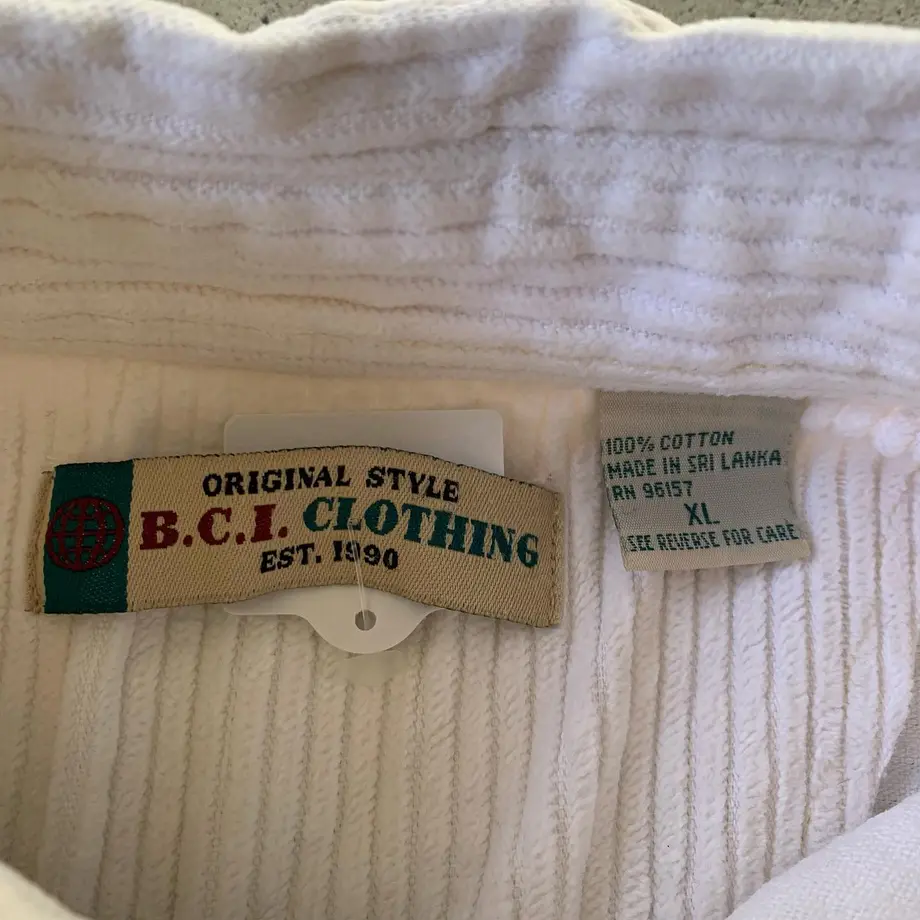 ORIGINAL STYLE
B.C.I. CLOTHING
EST. 1990
100% COTTON
MADE IN SRI LANKA
RN 96157
XL
SEE REVERSE FOR CARE